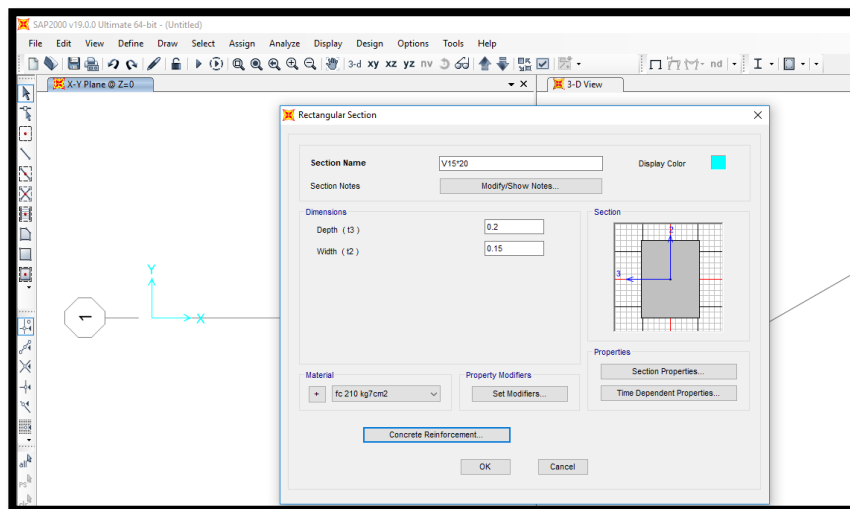 SAP2000 v19.0.0 Ultimate 64-bit - (Untitled)
File Edit View Define Draw Select Assign Analyze Display Design Options Tools Help
3-d xy xz yz nv nd
X-Y Plane @ Z=0
3-D View
Rectangular Section
Section Name V15*20 Display Color
Section Notes Modify/Show Notes...
Dimensions
Depth ( t3 ) 0.2
Width ( t2 ) 0.15
Section
2
3
Y
X
1
Properties
Section Properties...
Time Dependent Properties...
Material
+ fc 210 kg7cm2
Property Modifiers
Set Modifiers...
Concrete Reinforcement...
OK Cancel
all
PS